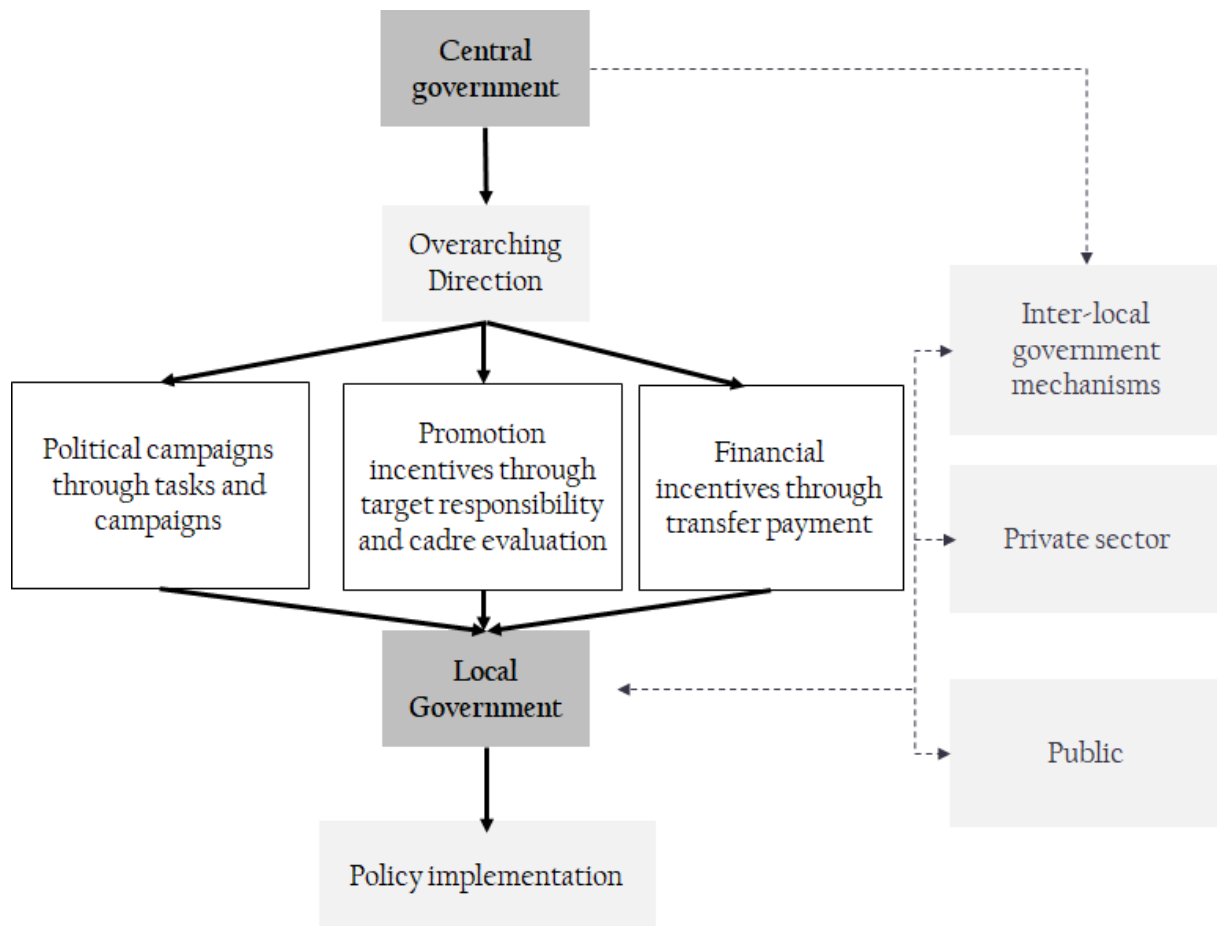 Central
government
Overarching
Direction
Inter-local
government
mechanisms
Political campaigns
through tasks and
campaigns
Promotion
incentives through
target responsibility
and cadre evaluation
Financial
incentives through
transfer payment
Private sector
Local
Government
Public
Policy implementation